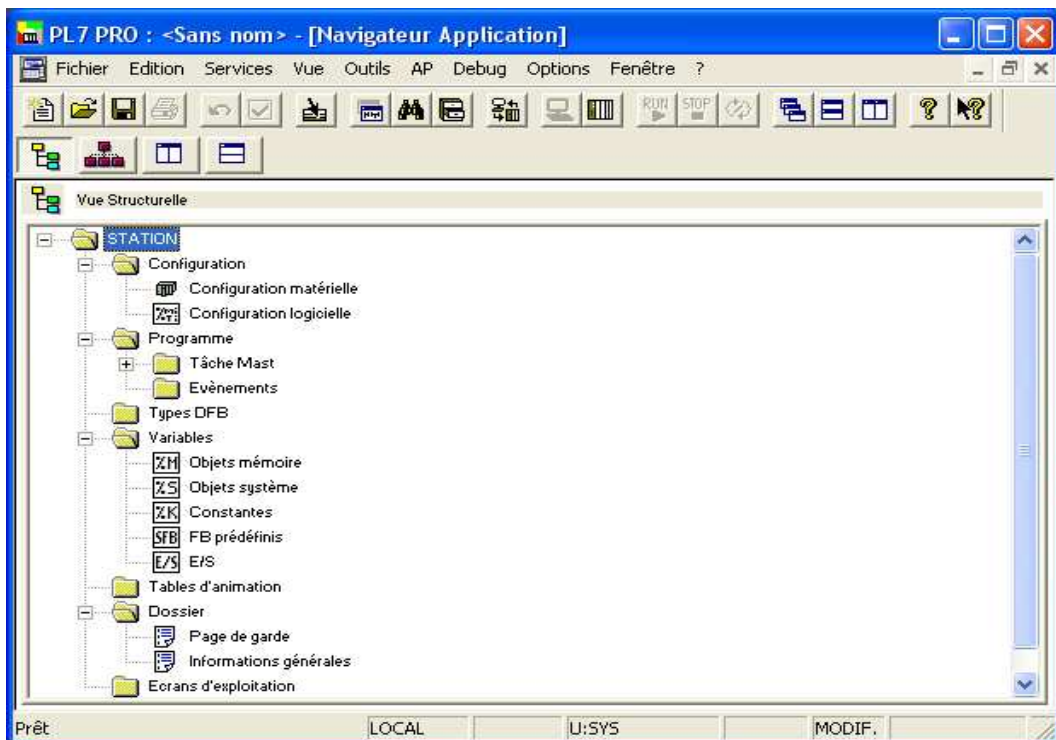 PL7 PRO : <Sans nom> - [Navigateur Application]
Fichier Edition Services Vue Outils AP Debug Options Fenêtre ?
RUN STOP
Vue Structurelle
STATION
Configuration
Configuration matérielle
Configuration logicielle
Programme
Tâche Mast
Evènements
Types DFB
Variables
%M Objets mémoire
%S Objets système
%K Constantes
SFB FB prédéfinis
E/S E/S
Tables d'animation
Dossier
Page de garde
Informations générales
Ecrans d'exploitation
Prêt LOCAL U:SYS MODIF.